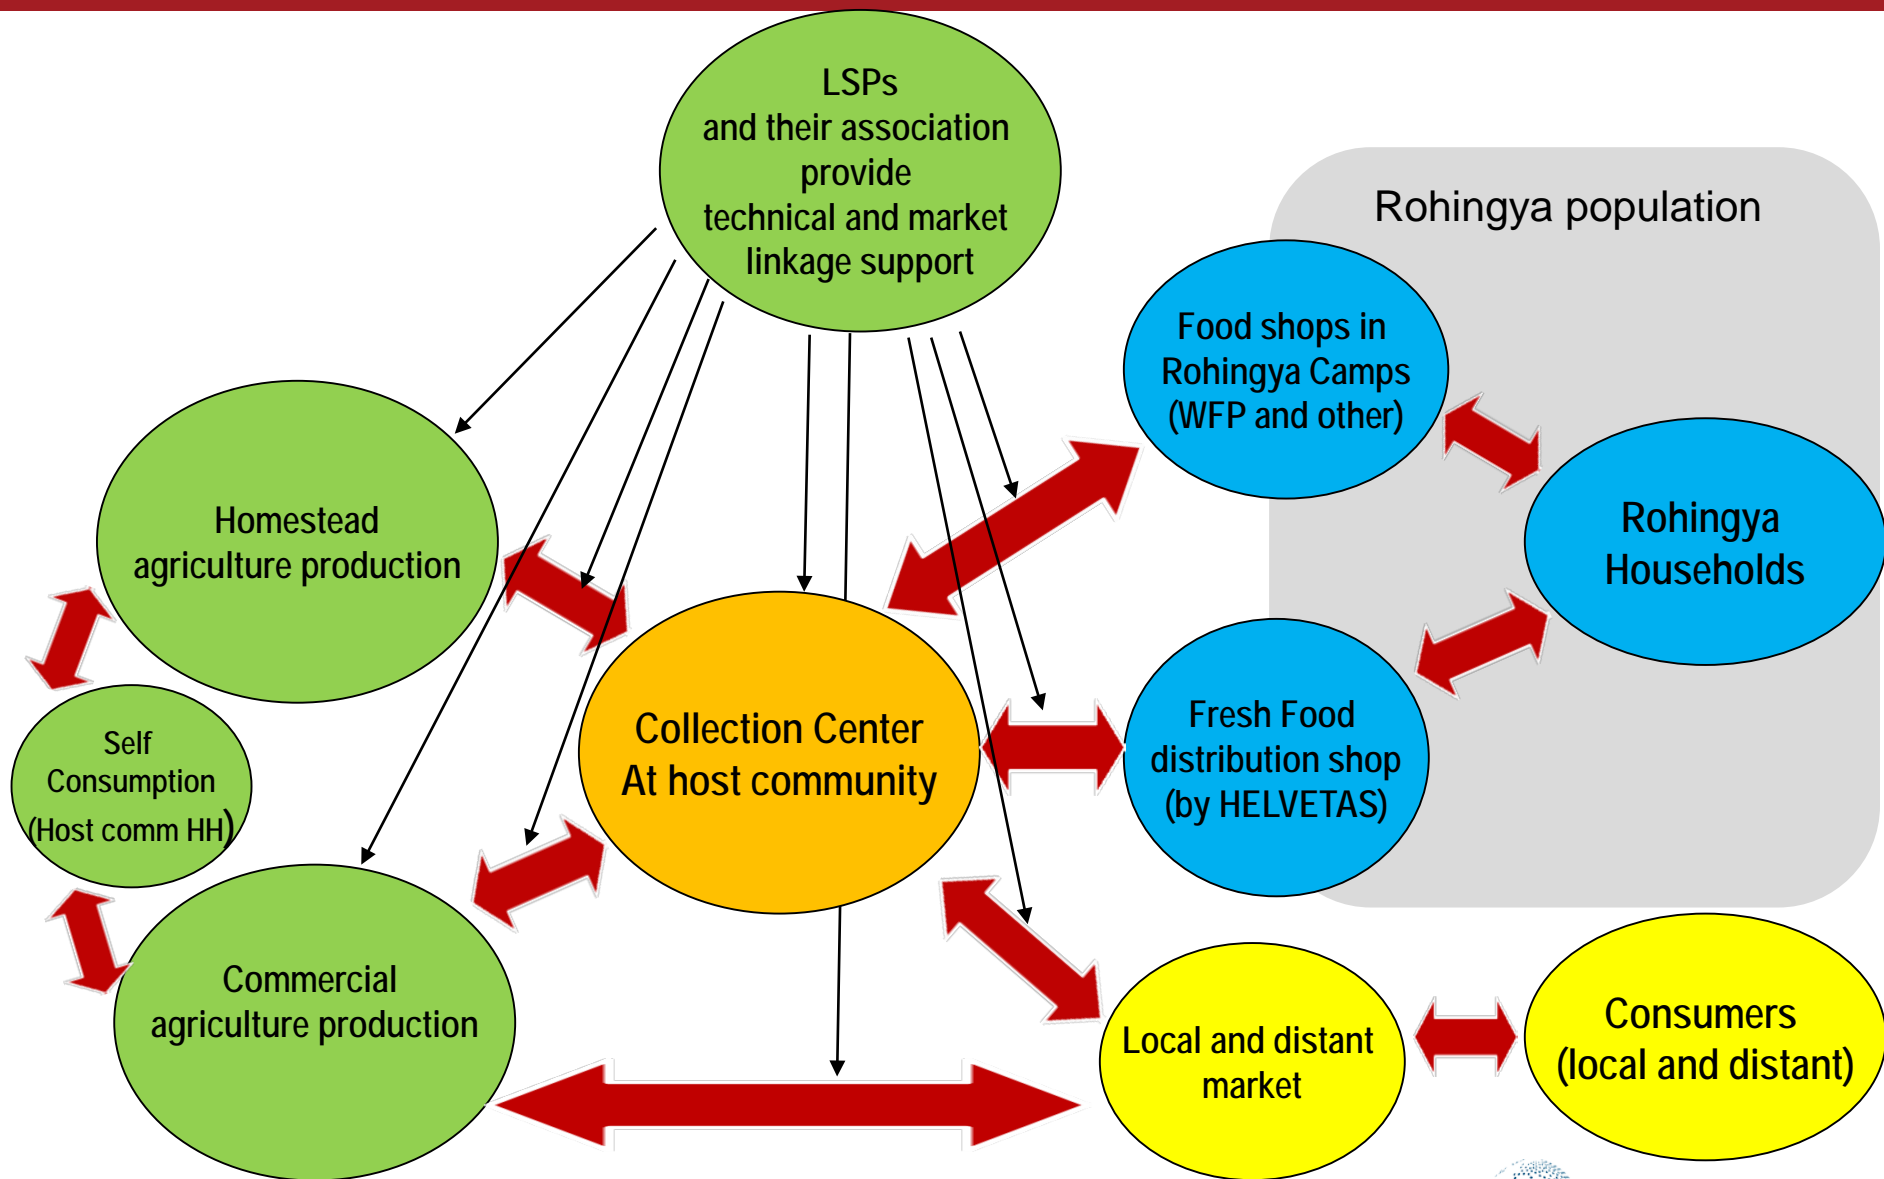 LSPs
and their association
provide
technical and market
linkage support
Rohingya population
Food shops in
Rohingya Camps
(WFP and other)
Homestead
agriculture production
Rohingya
Households
Self
Consumption
(Host comm HH)
Collection Center
At host community
Fresh Food
distribution shop
(by HELVETAS)
Commercial
agriculture production
Local and distant
market
Consumers
(local and distant)